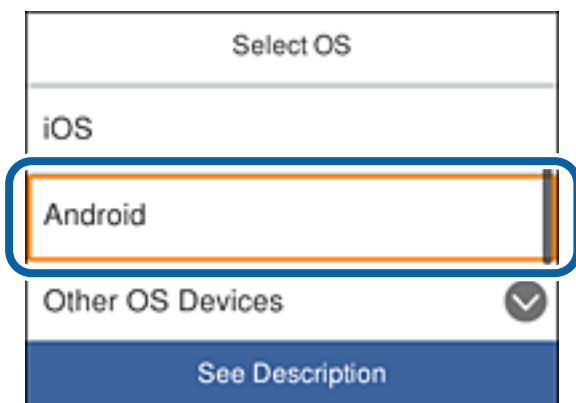 Select OS
iOS
Android
Other OS Devices
See Description